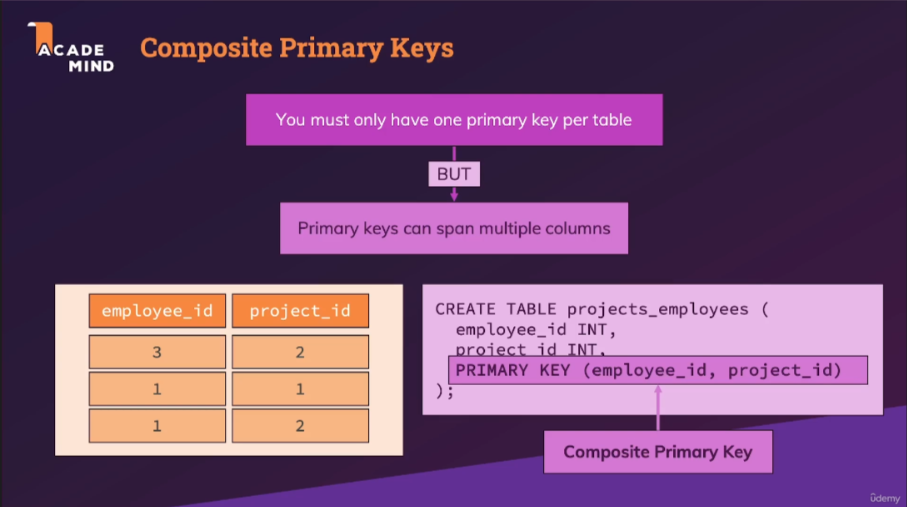 ACADE
MIND
Composite Primary Keys
You must only have one primary key per table
BUT
Primary keys can span multiple columns
employee_id project_id
3 2
1 1
1 2
CREATE TABLE projects_employees (
employee_id INT,
project_id INT,
PRIMARY KEY (employee_id, project_id)
);
Composite Primary Key
ûdemy